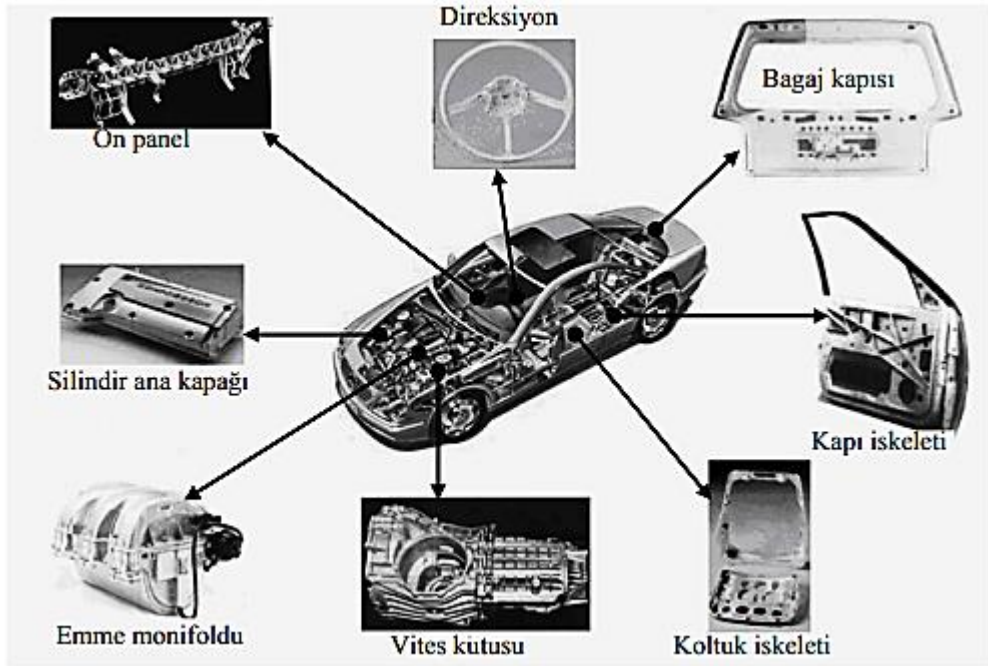 Direksiyon
Bagaj kapısı
Ön panel
Silindir ana kapağı
Kapı iskeleti
Emme monifoldu
Vites kutusu
Koltuk iskeleti